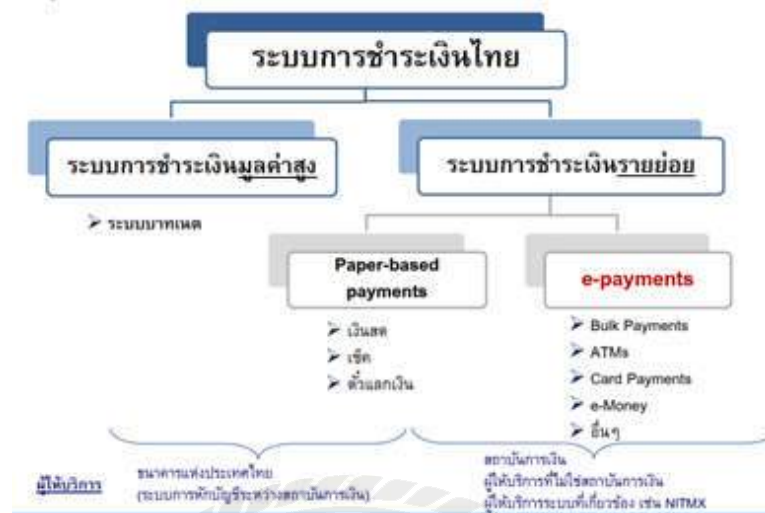 ระบบการชำระเงินไทย
ระบบการชำระเงินมูลค่าสูง
ระบบการชำระเงินรายย่อย
➢ ระบบบาทเนต
Paper-based
payments
e-payments
➢ เงินสด
➢ เช็ค
➢ ตั๋วแลกเงิน
➢ Bulk Payments
➢ ATMs
➢ Card Payments
➢ e-Money
➢ อื่นๆ
ผู้ให้บริการ
ธนาคารแห่งประเทศไทย
(ระบบการหักบัญชีระหว่างสถาบันการเงิน)
สถาบันการเงิน
ผู้ให้บริการที่ไม่ใช่สถาบันการเงิน
ผู้ให้บริการระบบที่เกี่ยวข้อง เช่น NITMX